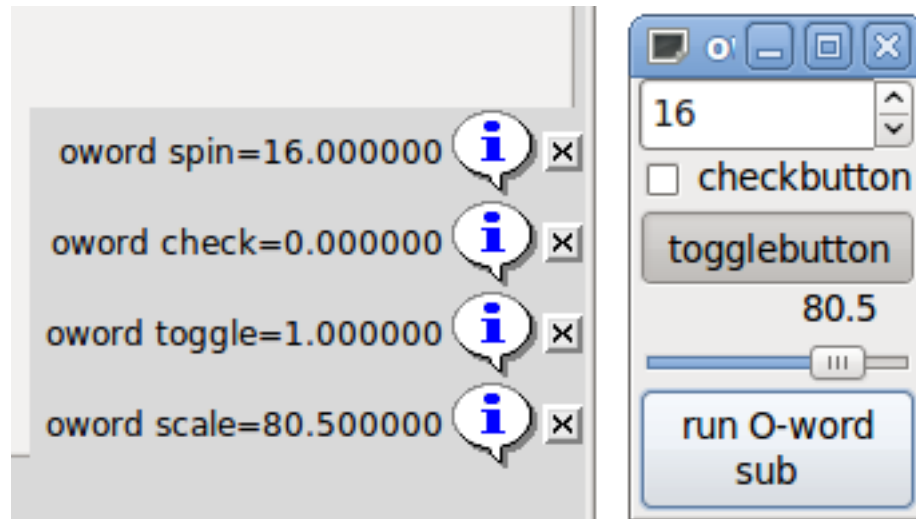 oword spin=16.000000
oword check=0.000000
oword toggle=1.000000
oword scale=80.500000
16
checkbutton
togglebutton
80.5
run O-word
sub